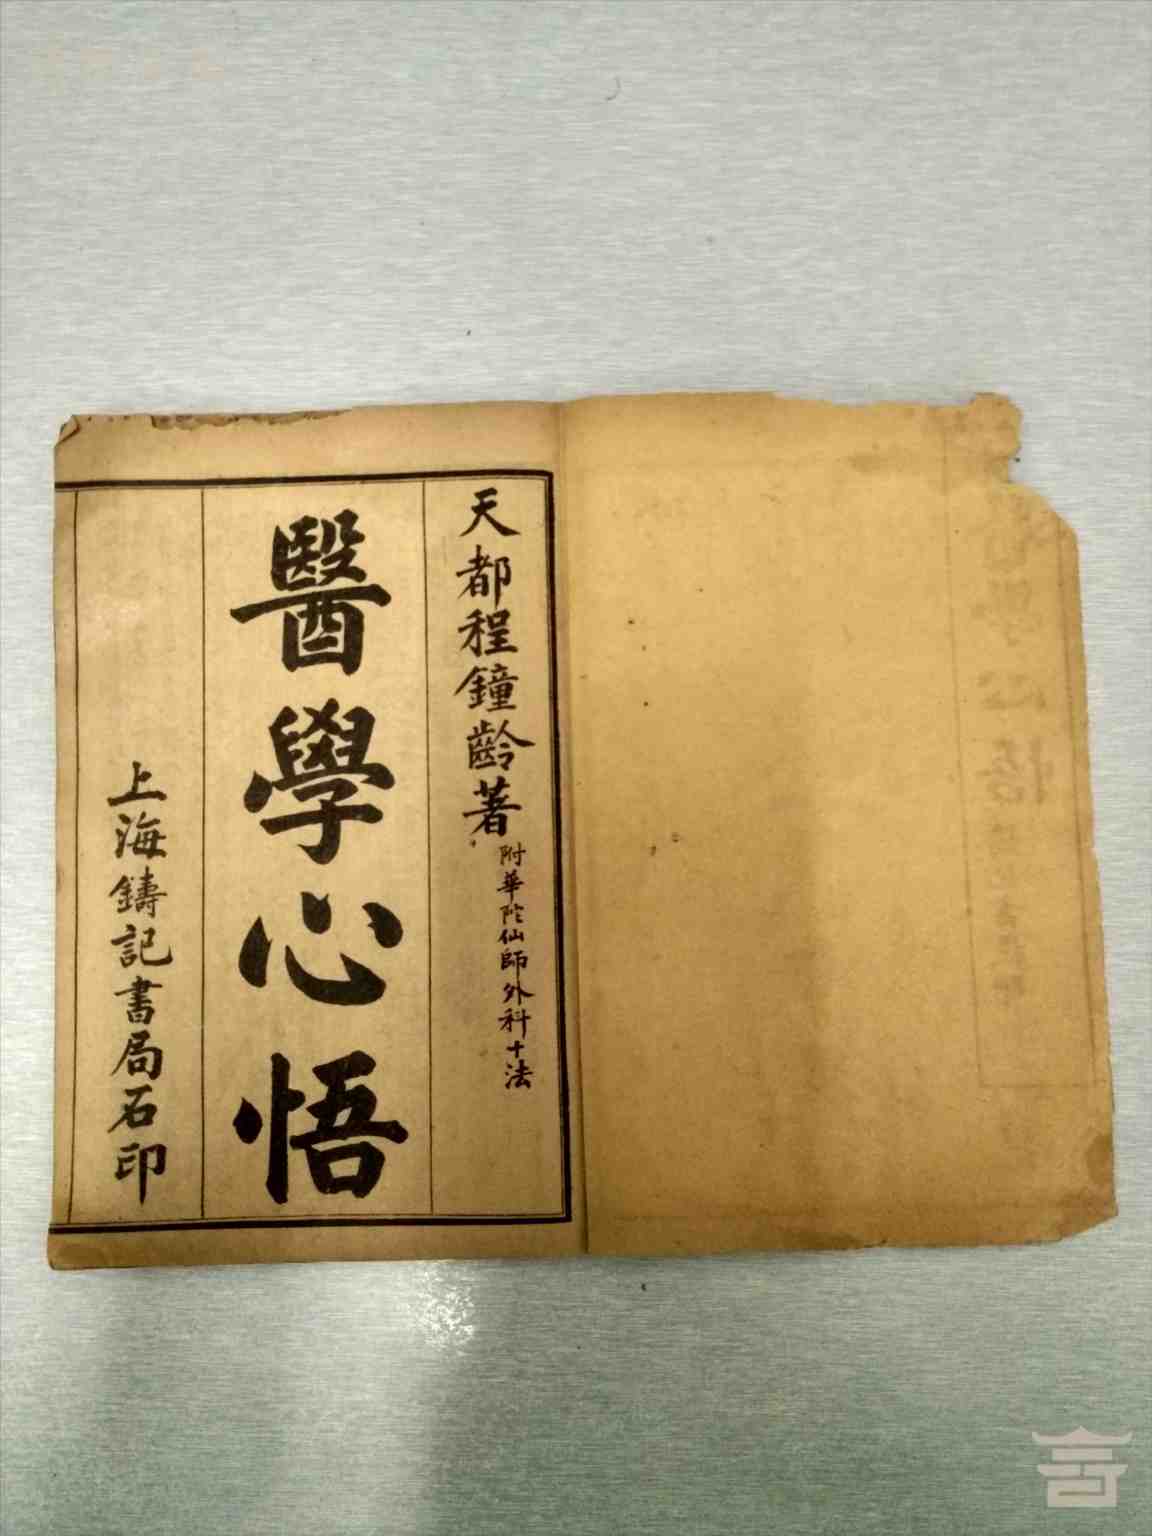 天都程鐘齡著
附華陀仙師外科十法
醫學心悟
上海鑄記書局石印